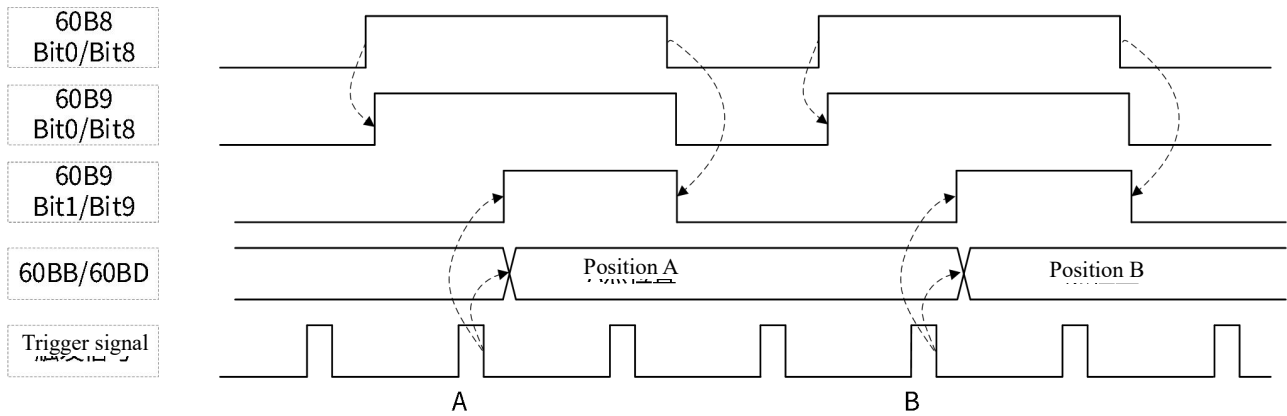 60B8
Bit0/Bit8
60B9
Bit0/Bit8
60B9
Bit1/Bit9
60BB/60BD
Position A
Position B
Trigger signal
A
B